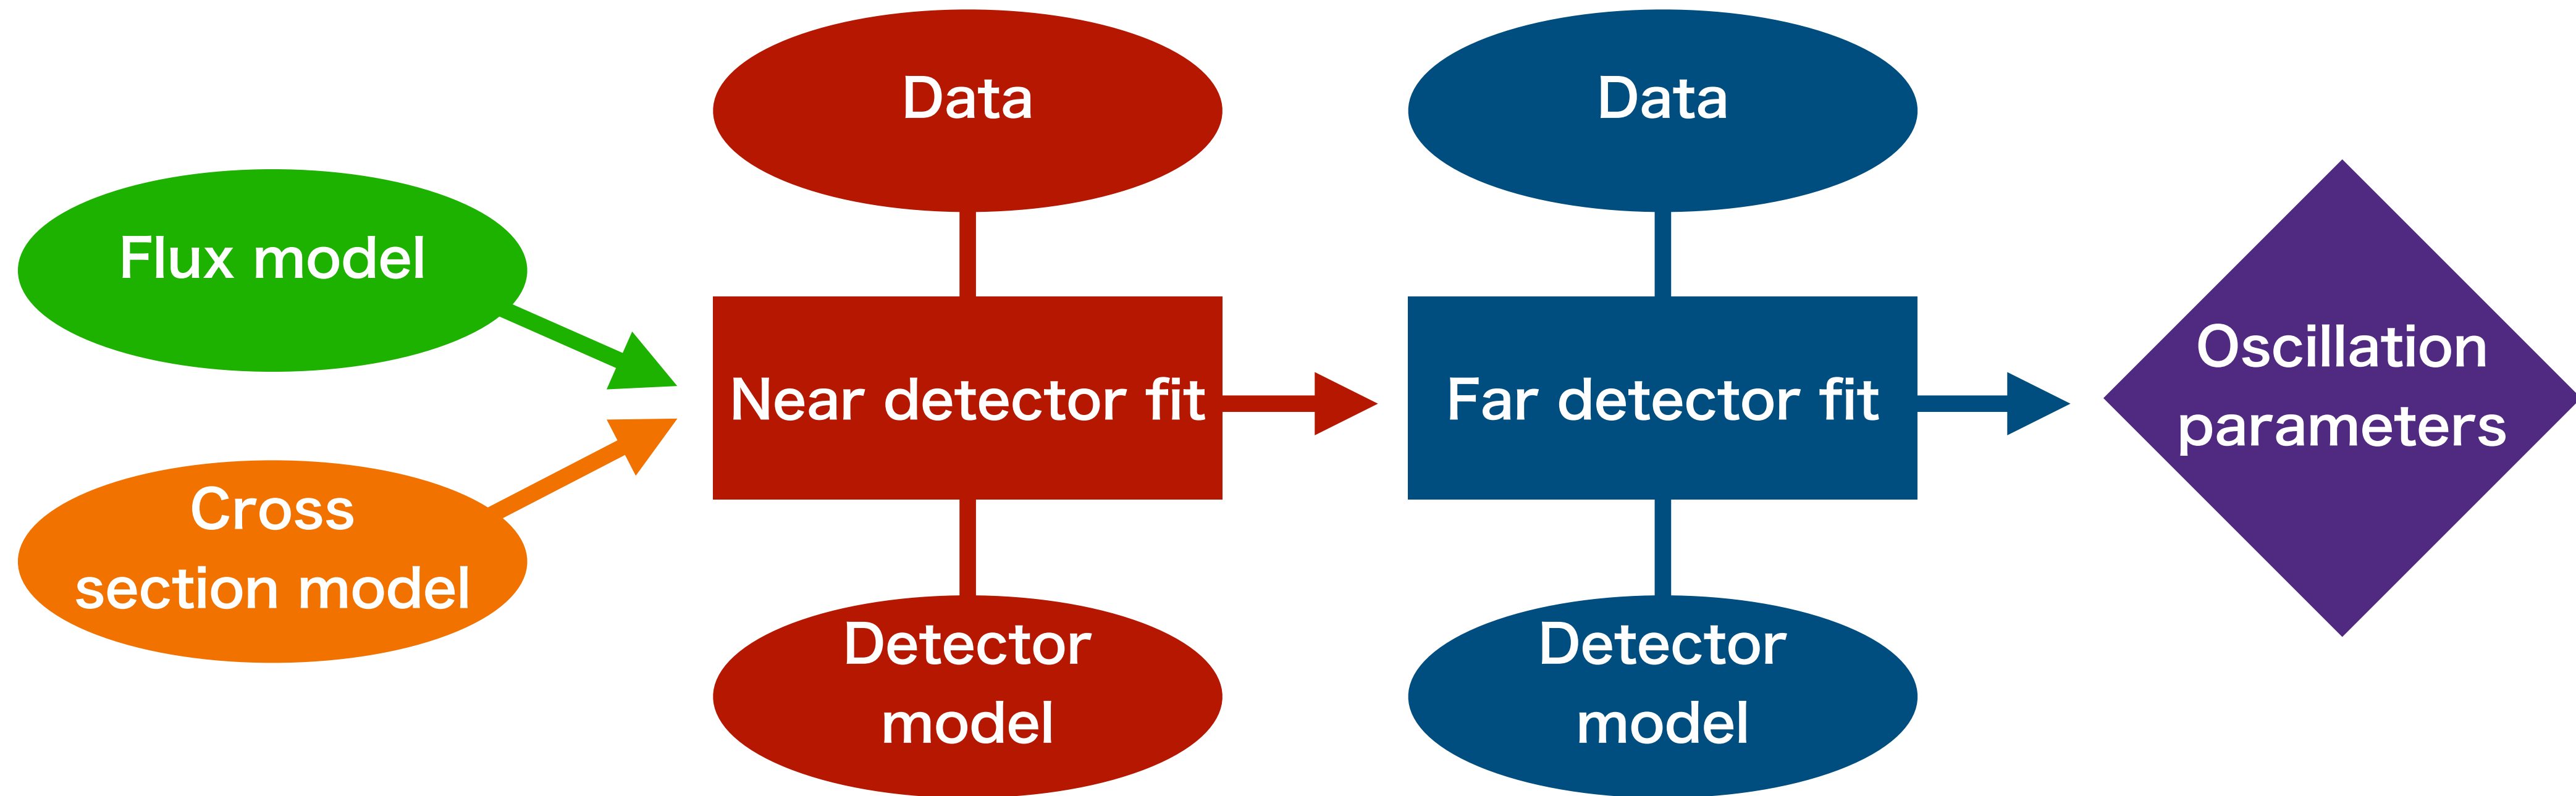 Flux model
Cross
section model
Data
Near detector fit
Detector
model
Data
Far detector fit
Detector
model
Oscillation
parameters